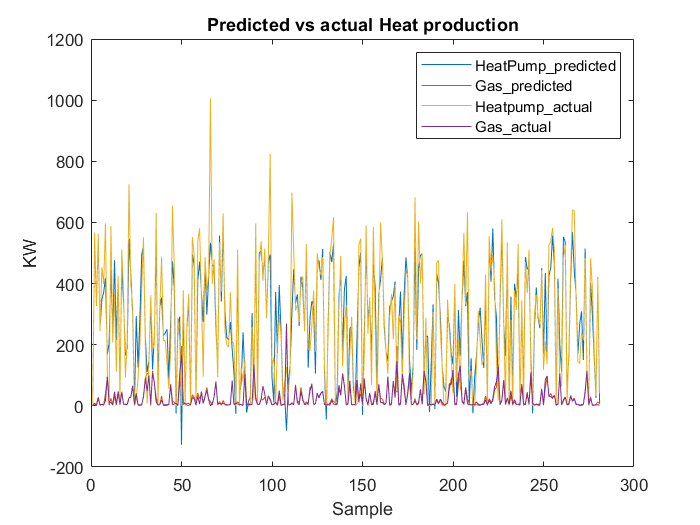 Predicted vs actual Heat production
1200
1000
800
600
400
200
0
-200
KW
HeatPump_predicted
Gas_predicted
Heatpump_actual
Gas_actual
0 50 100 150 200 250 300
Sample